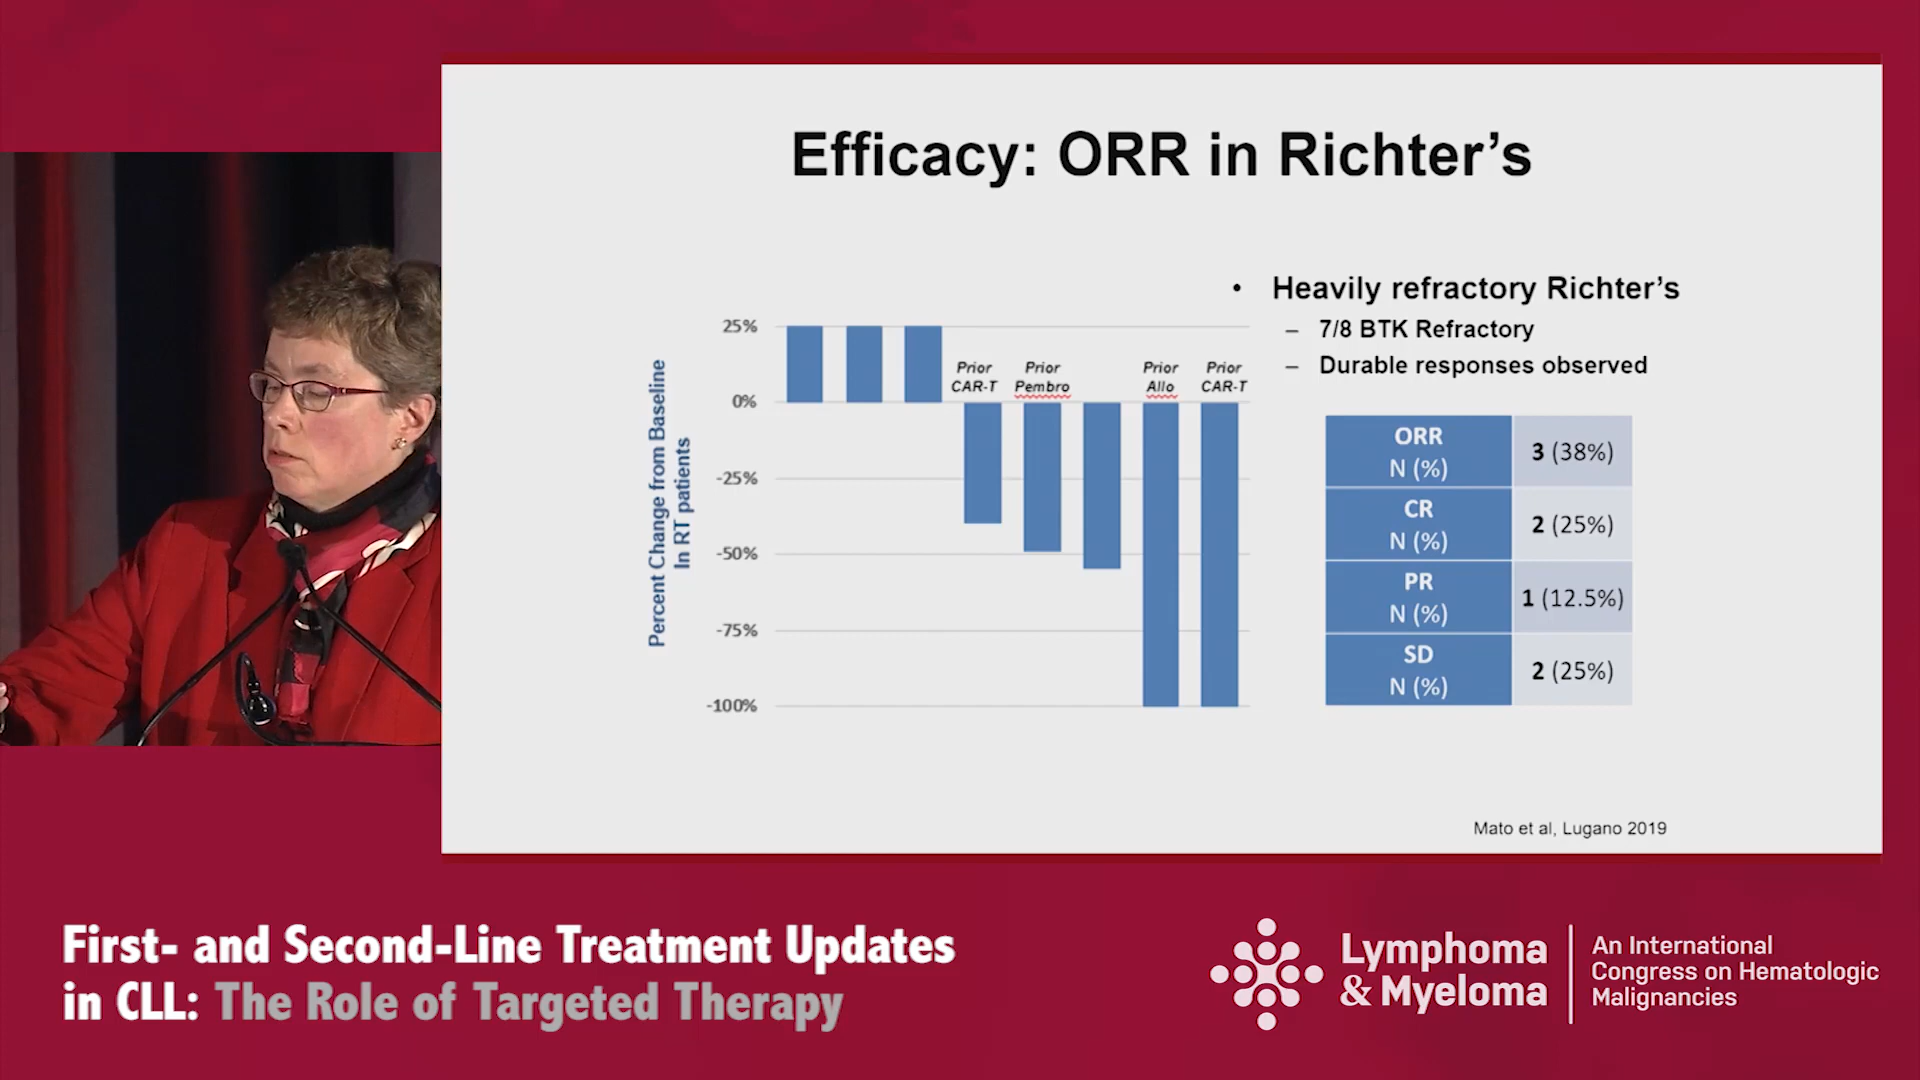 Efficacy: ORR in Richter's
• Heavily refractory Richter's
– 7/8 BTK Refractory
– Durable responses observed
Percent Change from Baseline
In RT patients
25%
0%
-25%
-50%
-75%
-100%
Prior
CAR-T
Prior
Pembro
Prior
Allo
Prior
CAR-T
ORR
N (%)
3 (38%)
CR
N (%)
2 (25%)
PR
N (%)
1 (12.5%)
SD
N (%)
2 (25%)
Mato et al, Lugano 2019
First- and Second-Line Treatment Updates
in CLL: The Role of Targeted Therapy
Lymphoma
& Myeloma
An International
Congress on Hematologic
Malignancies